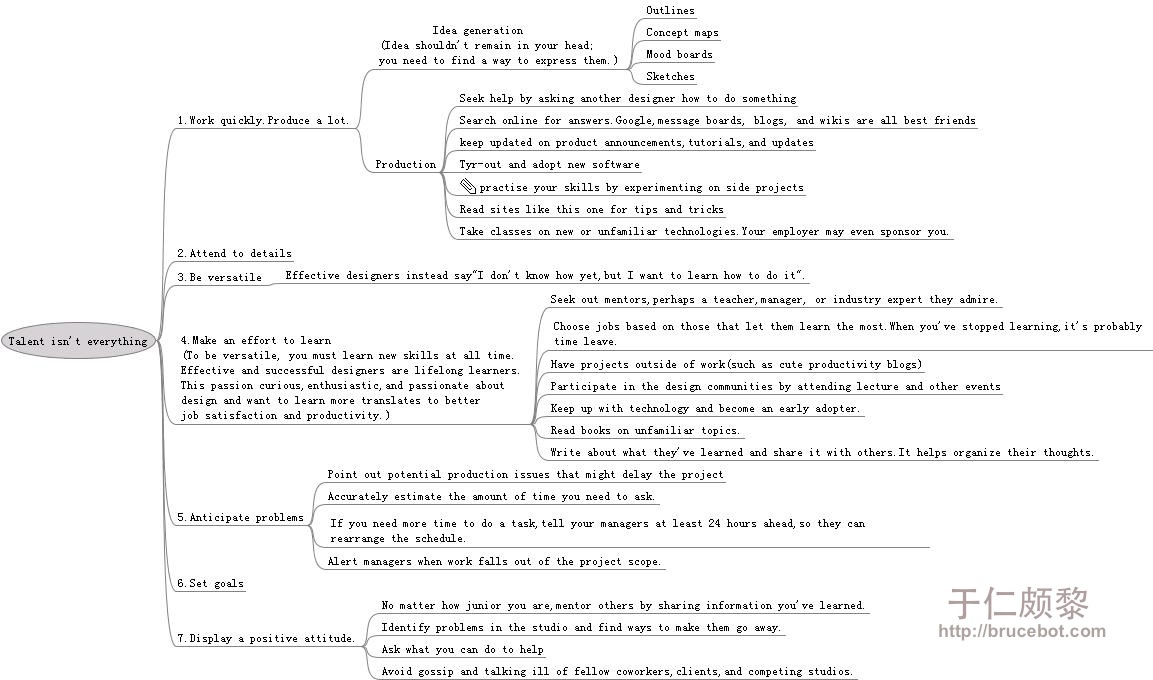 Talent isn't everything
1.Work quickly.Produce a lot.
Idea generation
(Idea shouldn't remain in your head;
you need to find a way to express them.)
Outlines
Concept maps
Mood boards
Sketches
Production
Seek help by asking another designer how to do something
Search online for answers.Google,message boards, blogs, and wikis are all best friends
keep updated on product announcements,tutorials,and updates
Tyr-out and adopt new software
practise your skills by experimenting on side projects
Read sites like this one for tips and tricks
Take classes on new or unfamiliar technologies.Your employer may even sponsor you.
2.Attend to details
3.Be versatile
Effective designers instead say"I don't know how yet,but I want to learn how to do it".
4.Make an effort to learn
(To be versatile, you must learn new skills at all time.
Effective and successful designers are lifelong learners.
This passion curious,enthusiastic,and passionate about
design and want to learn more translates to better
job satisfaction and productivity.)
Seek out mentors,perhaps a teacher,manager, or industry expert they admire.
Choose jobs based on those that let them learn the most.When you've stopped learning,it's probably
time leave.
Have projects outside of work(such as cute productivity blogs)
Participate in the design communities by attending lecture and other events
Keep up with technology and become an early adopter.
Read books on unfamiliar topics.
Write about what they've learned and share it with others.It helps organize their thoughts.
5.Anticipate problems
Point out potential production issues that might delay the project
Accurately estimate the amount of time you need to ask.
If you need more time to do a task,tell your managers at least 24 hours ahead,so they can
rearrange the schedule.
Alert managers when work falls out of the project scope.
6.Set goals
7.Display a positive attitude.
No matter how junior you are,mentor others by sharing information you've learned.
Identify problems in the studio and find ways to make them go away.
Ask what you can do to help
Avoid gossip and talking ill of fellow coworkers,clients,and competing studios.
于仁颇黎
http://brucebot.com